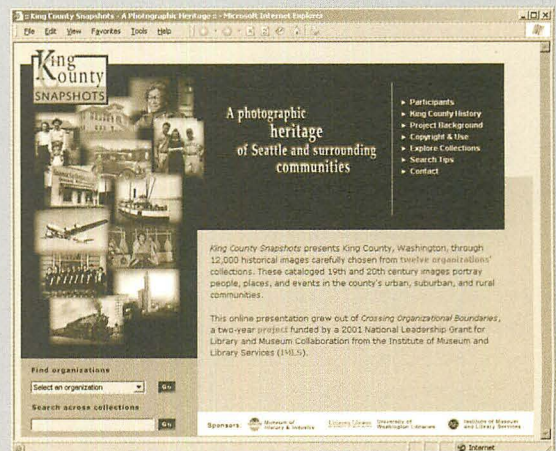 :: King County Snapshots - A Photographic Heritage :: - Microsoft Internet Explorer
File Edit View Favorites Tools Help
King
County
SNAPSHOTS
A photographic
heritage
of Seattle and surrounding
communities
Participants
King County History
Project Background
Copyright & Use
Explore Collections
Search Tips
Contact
King County Snapshots presents King County, Washington, through
12,000 historical images carefully chosen from twelve organizations'
collections. These cataloged 19th and 20th century images portray
people, places, and events in the county's urban, suburban, and rural
communities.
This online presentation grew out of Crossing Organizational Boundaries,
a two-year project funded by a 2001 National Leadership Grant for
Library and Museum Collaboration from the Institute of Museum and
Library Services (IMLS).
Find organizations
Select an organization
Go
Search across collections
Go
Sponsors: Museum of
History & Industry
University of
Washington Libraries
Institute of Museum
and Library Services
Internet